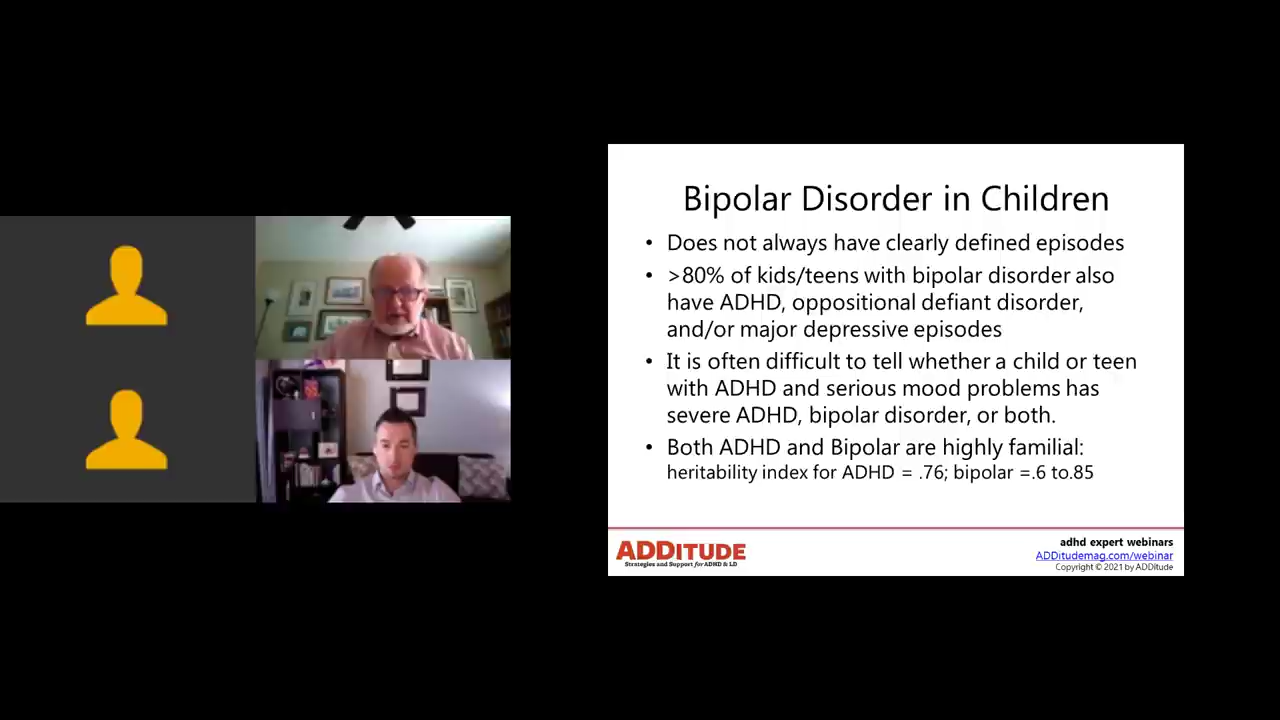 Bipolar Disorder in Children
• Does not always have clearly defined episodes
• >80% of kids/teens with bipolar disorder also
have ADHD, oppositional defiant disorder,
and/or major depressive episodes
• It is often difficult to tell whether a child or teen
with ADHD and serious mood problems has
severe ADHD, bipolar disorder, or both.
• Both ADHD and Bipolar are highly familial:
heritability index for ADHD = .76; bipolar =.6 to.85
ADDITUDE
Strategies and Support for ADHD & LD
adhd expert webinars
ADDitudemag.com/webinar
Copyright © 2021 by ADDitude